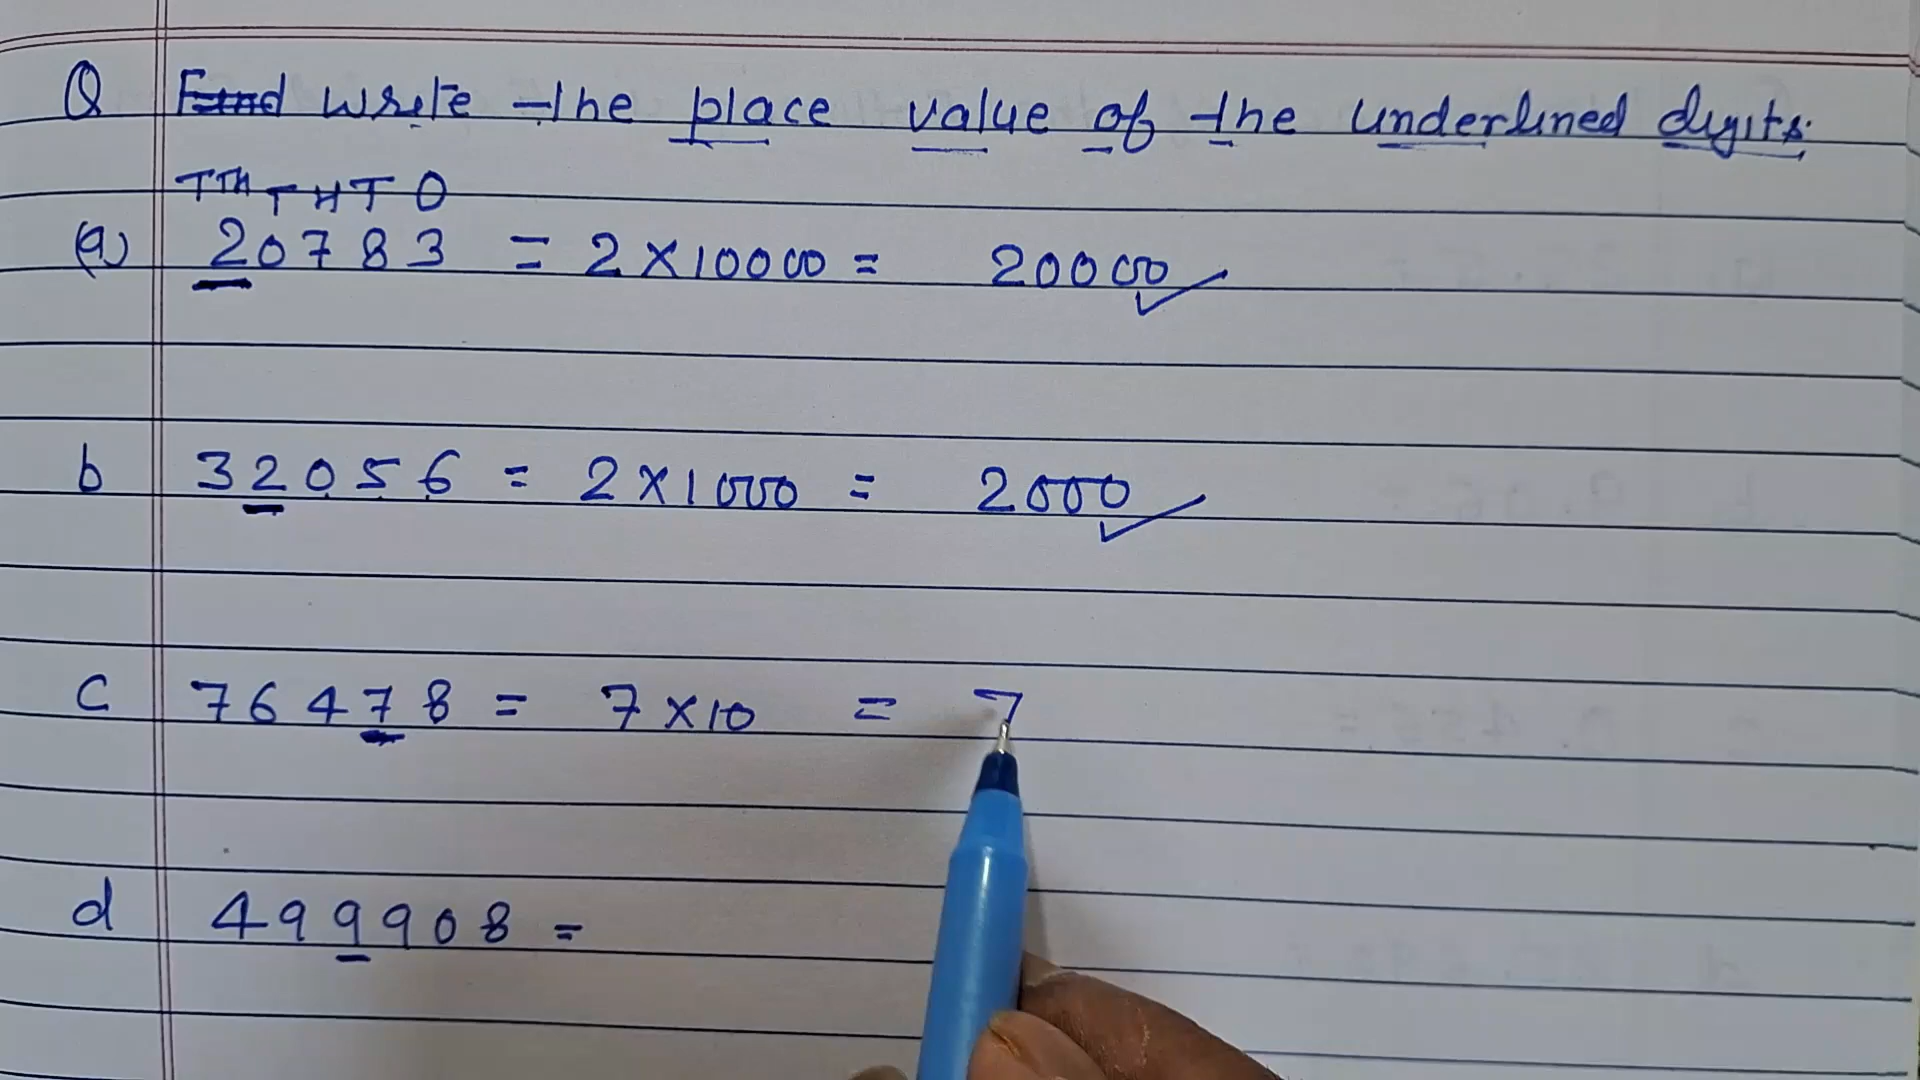 Q Find Write the place value of the underlined digits.
TTH T H T O
(a) 20783 = 2×10000 = 20000
b 32056 = 2×1000 = 2000
c 76478 = 7×10 = 7
d 499908 =